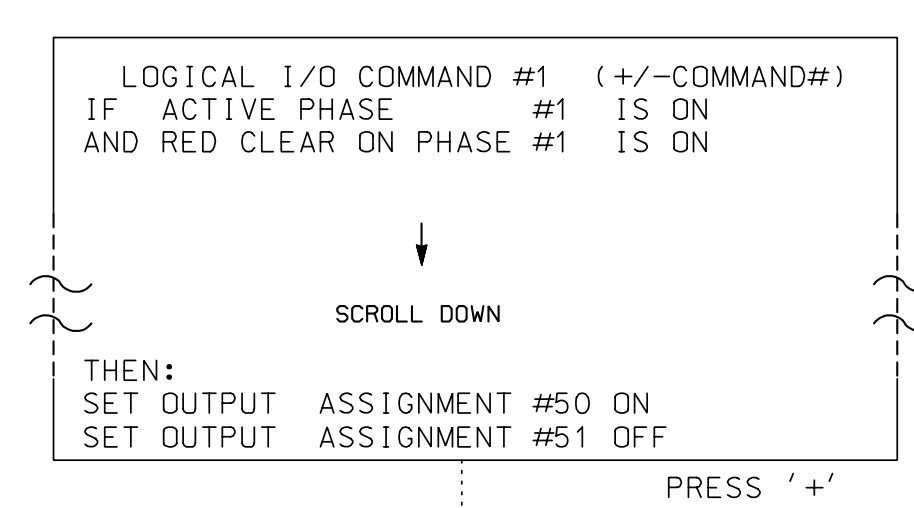 LOGICAL I/O COMMAND #1 (+/-COMMAND#)
IF ACTIVE PHASE #1 IS ON
AND RED CLEAR ON PHASE #1 IS ON
SCROLL DOWN
THEN:
SET OUTPUT ASSIGNMENT #50 ON
SET OUTPUT ASSIGNMENT #51 OFF
PRESS '+'